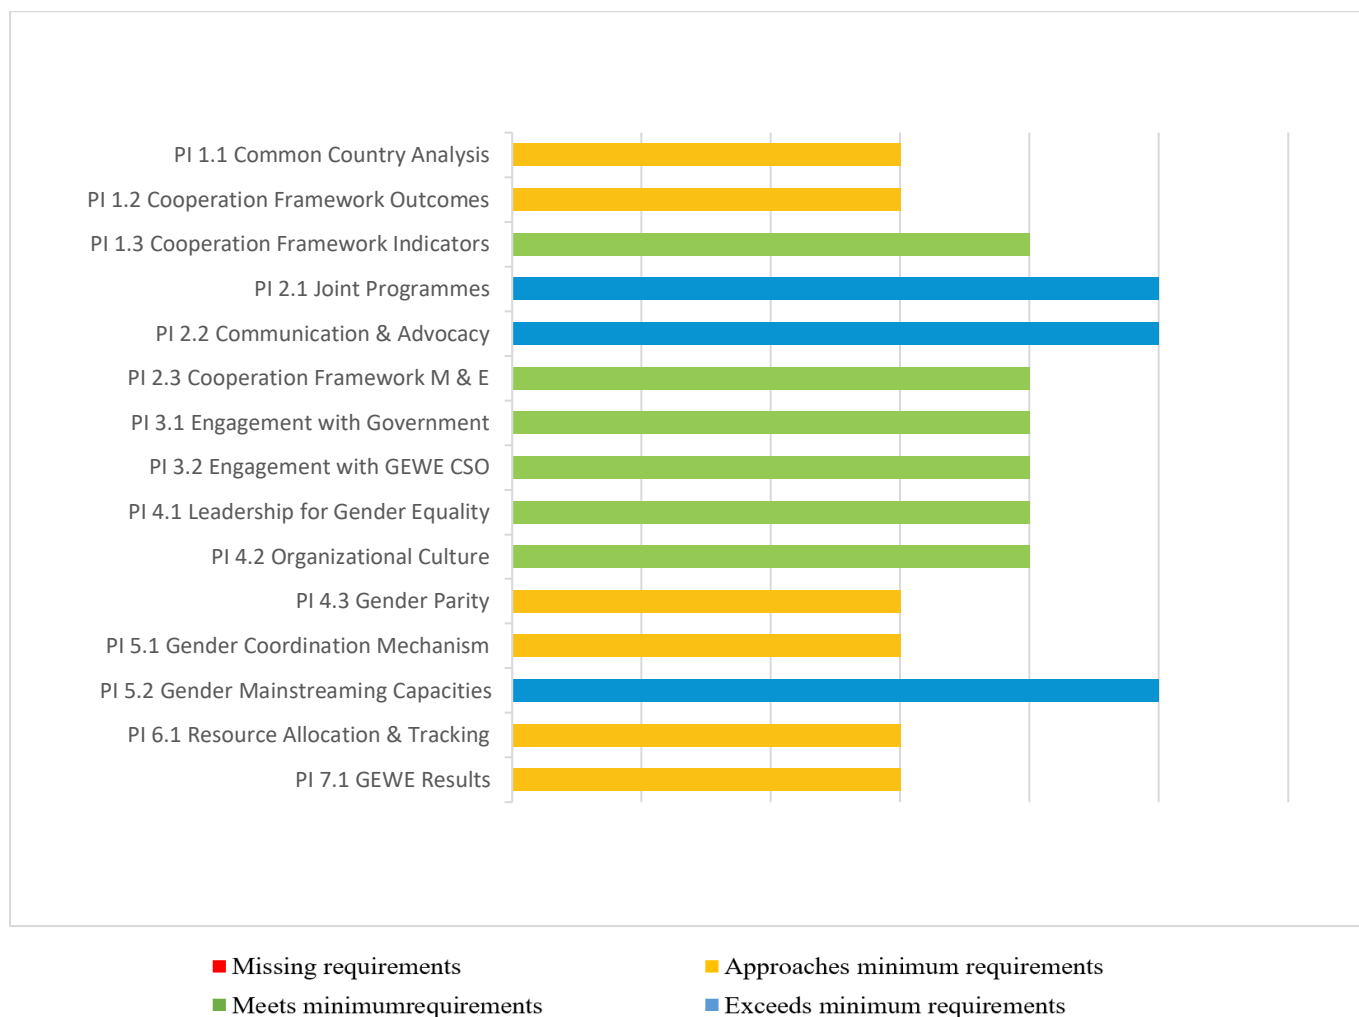 PI 1.1 Common Country Analysis
PI 1.2 Cooperation Framework Outcomes
PI 1.3 Cooperation Framework Indicators
PI 2.1 Joint Programmes
PI 2.2 Communication & Advocacy
PI 2.3 Cooperation Framework M & E
PI 3.1 Engagement with Government
PI 3.2 Engagement with GEWE CSO
PI 4.1 Leadership for Gender Equality
PI 4.2 Organizational Culture
PI 4.3 Gender Parity
PI 5.1 Gender Coordination Mechanism
PI 5.2 Gender Mainstreaming Capacities
PI 6.1 Resource Allocation & Tracking
PI 7.1 GEWE Results
Missing requirements
Approaches minimum requirements
Meets minimumrequirements
Exceeds minimum requirements